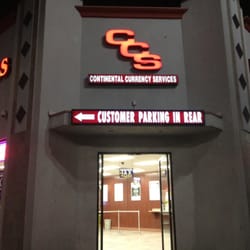 CCS
CONTINENTAL CURRENCY SERVICES
CUSTOMER PARKING IN REAR